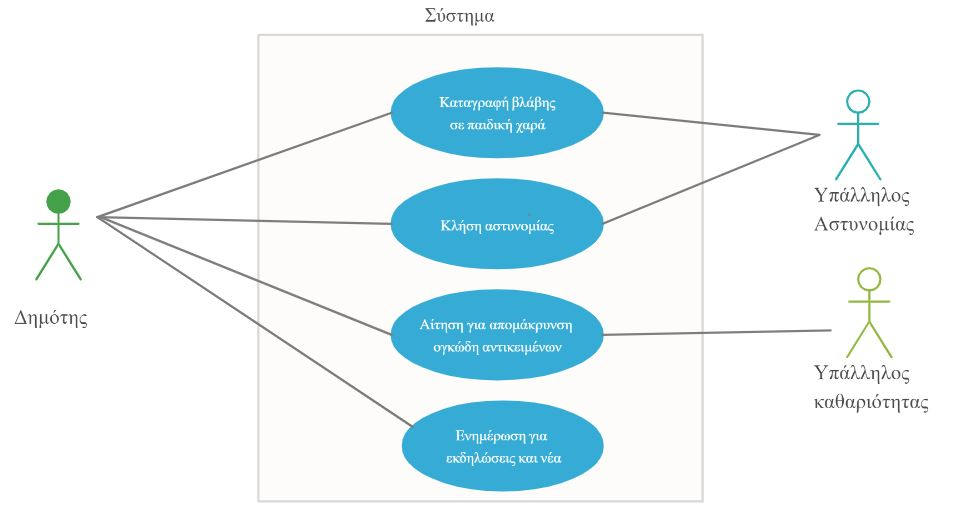 Σύστημα
Καταγραφή βλάβης
σε παιδική χαρά
Κλήση αστυνομίας
Αίτηση για απομάκρυνση
ογκώδη αντικειμένων
Ενημέρωση για
εκδηλώσεις και νέα
Δημότης
Υπάλληλος
Αστυνομίας
Υπάλληλος
καθαριότητας